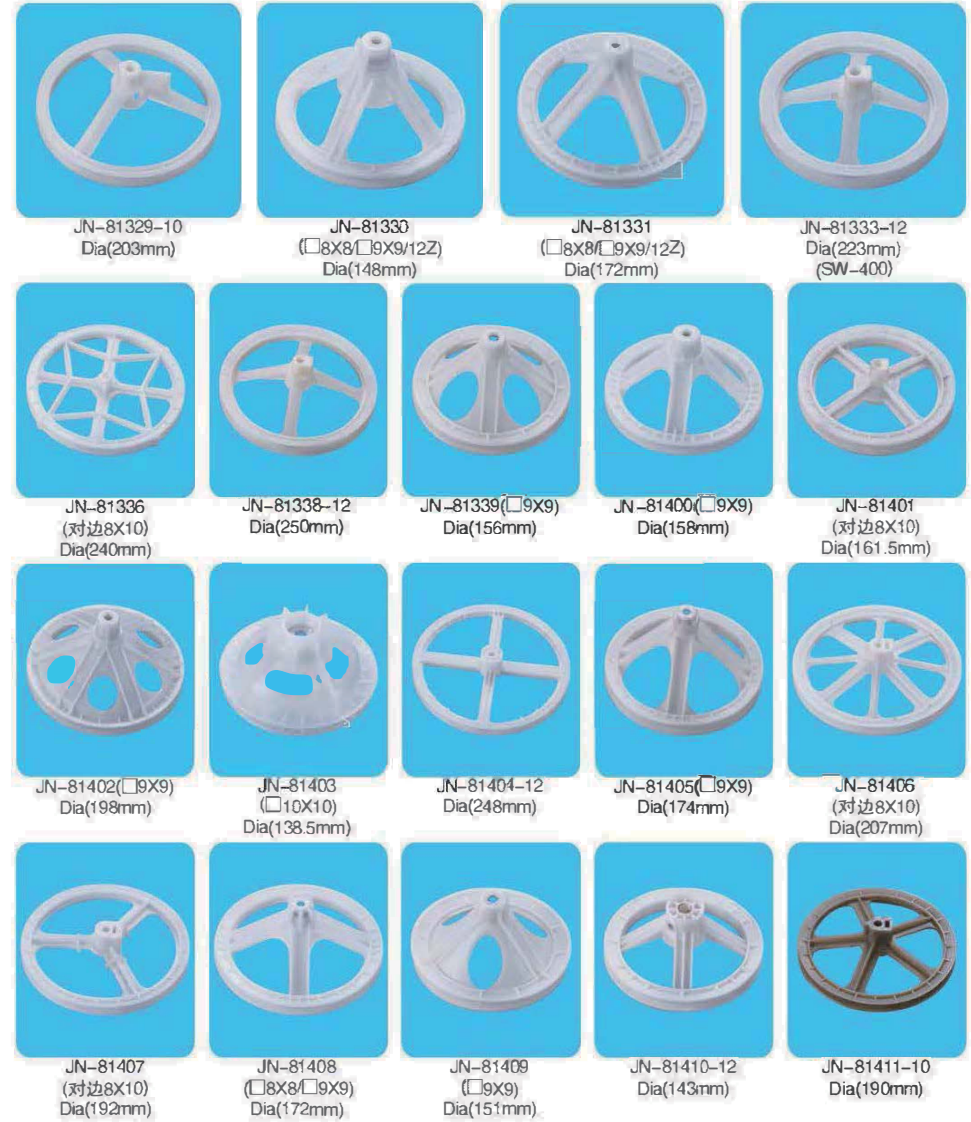 JN-81329-10
Dia(203mm)
JN-81330
(□8X8/□9X9/12Z)
Dia(148mm)
JN-81331
(□8X8/□9X9/12Z)
Dia(172mm)
JN-81333-12
Dia(223mm)
(SW-400)
JN-81336
(对边8X10)
Dia(240mm)
JN-81338-12
Dia(250mm)
JN-81339(□9X9)
Dia(156mm)
JN-81400(□9X9)
Dia(158mm)
JN-81401
(对边8X10)
Dia(161.5mm)
JN-81402(□9X9)
Dia(198mm)
JN-81403
(□10X10)
Dia(138.5mm)
JN-81404-12
Dia(248mm)
JN-81405(□9X9)
Dia(174mm)
JN-81406
(对边8X10)
Dia(207mm)
JN-81407
(对边8X10)
Dia(192mm)
JN-81408
(□8X8/□9X9)
Dia(172mm)
JN-81409
(□9X9)
Dia(151mm)
JN-81410-12
Dia(143mm)
JN-81411-10
Dia(190mm)